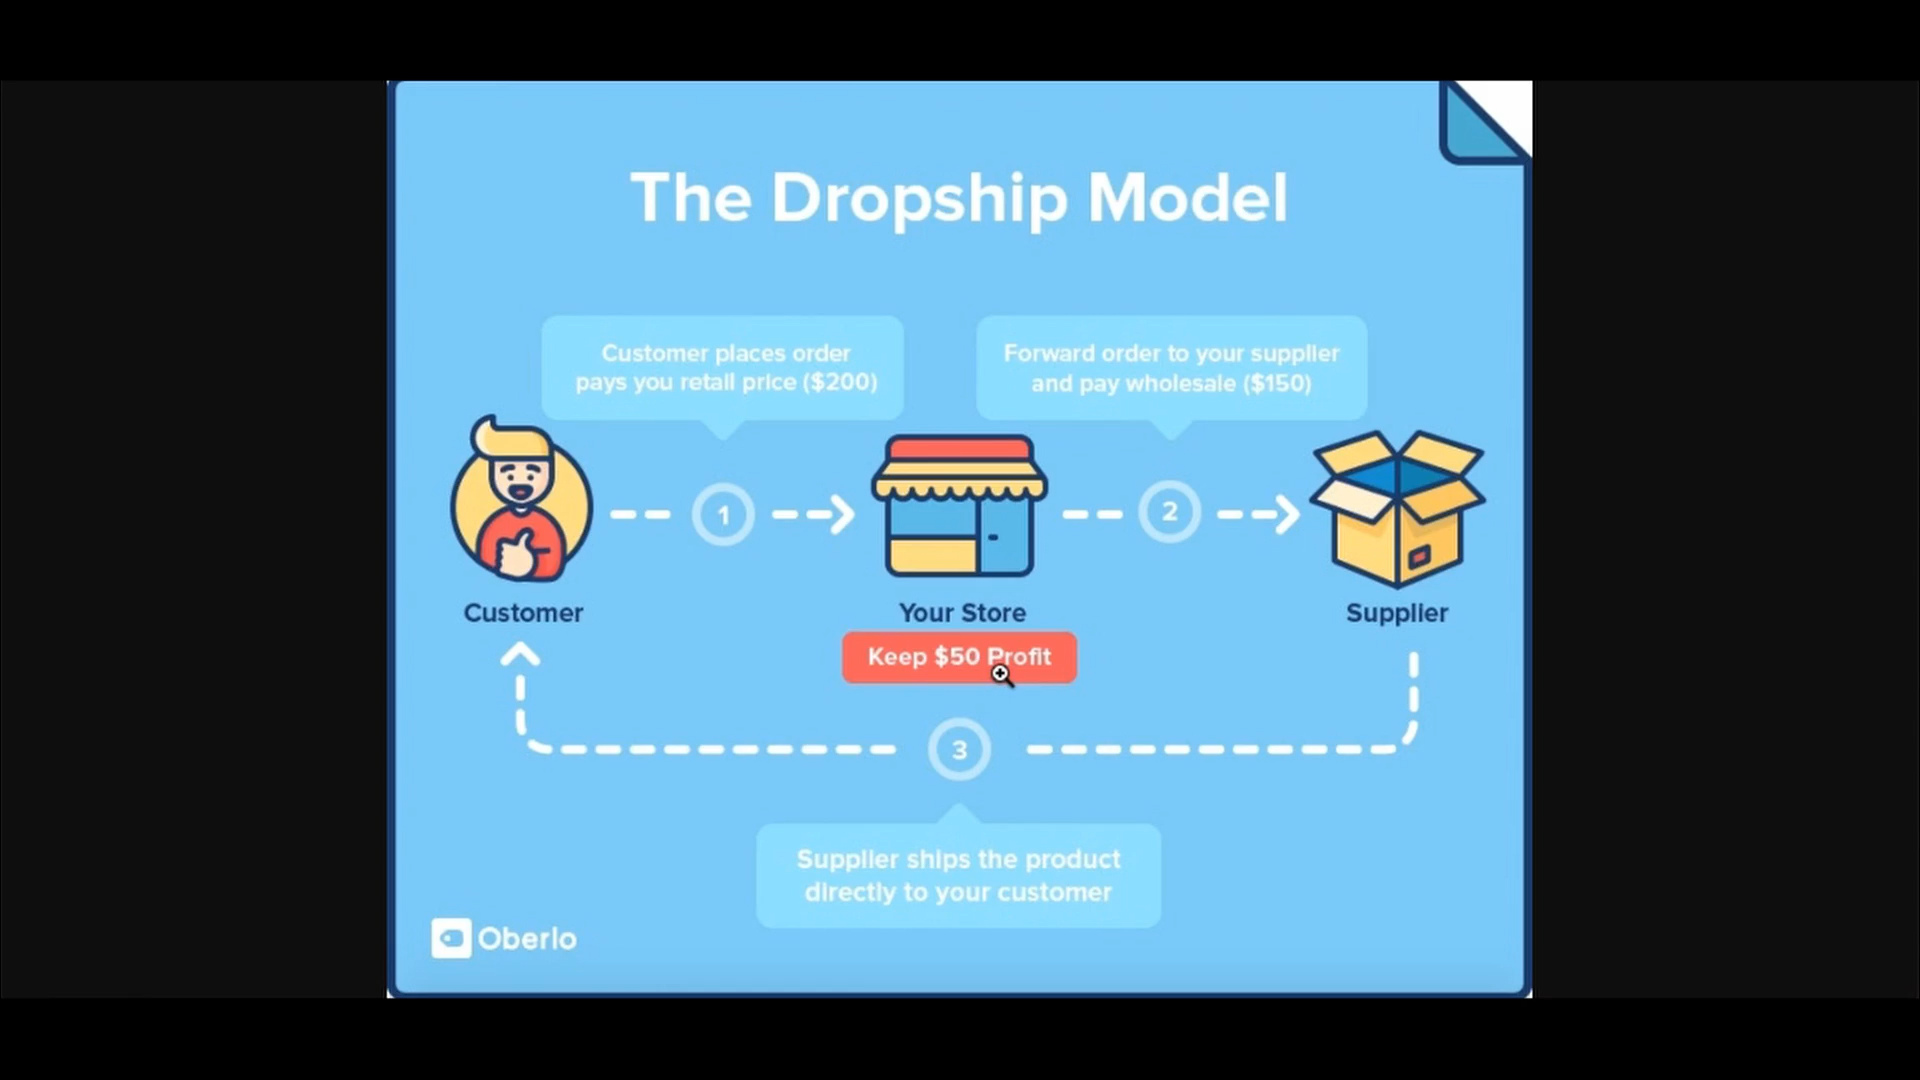 The Dropship Model
Customer places order
pays you retail price ($200)
Forward order to your supplier
and pay wholesale ($150)
1
2
Customer
Your Store
Supplier
Keep $50 Profit
3
Supplier ships the product
directly to your customer
Oberlo